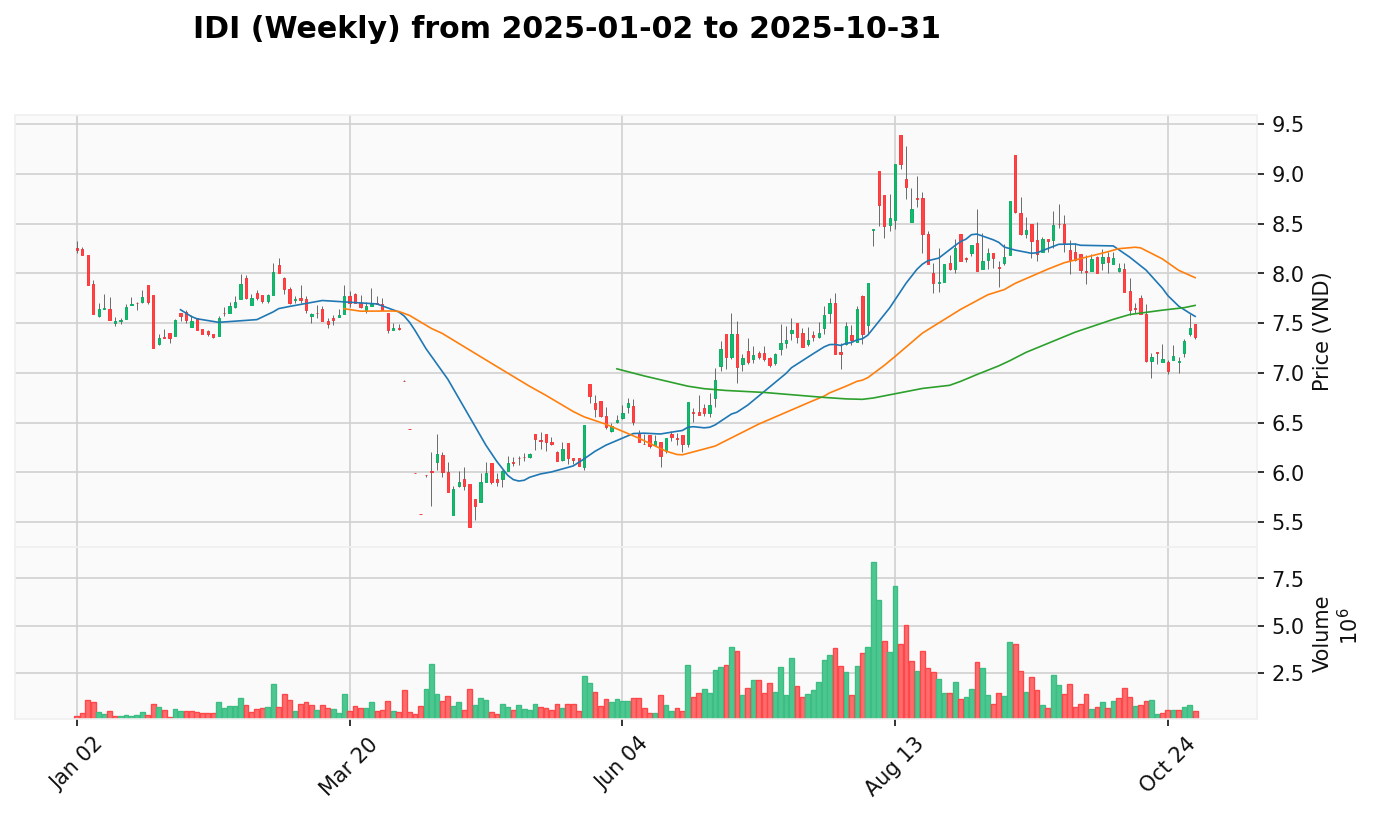 IDI (Weekly) from 2025-01-02 to 2025-10-31
9.5
9.0
8.5
8.0
7.5
7.0
6.5
6.0
5.5
Price (VND)
7.5
5.0
2.5
Volume
10⁶
Jan 02
Mar 20
Jun 04
Aug 13
Oct 24